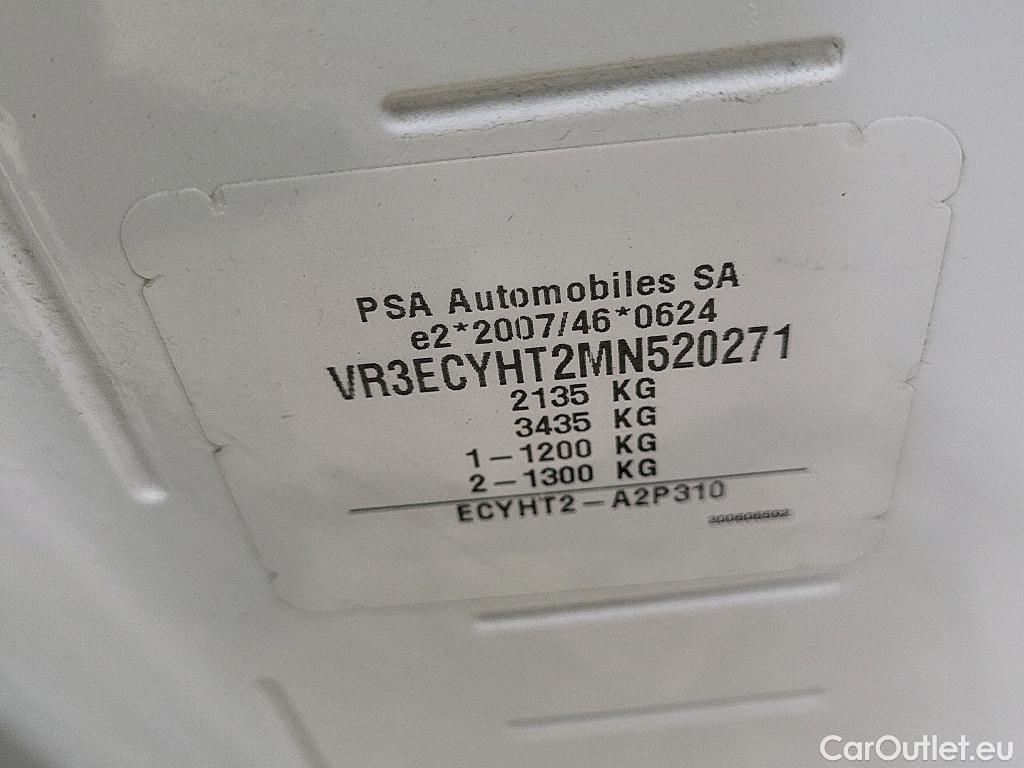 PSA Automobiles SA
e2*2007/46*0624
VR3ECYHT2MN520271
2135 KG
3435 KG
1-1200 KG
2-1300 KG
ECYHT2-A2P310
CarOutlet.eu